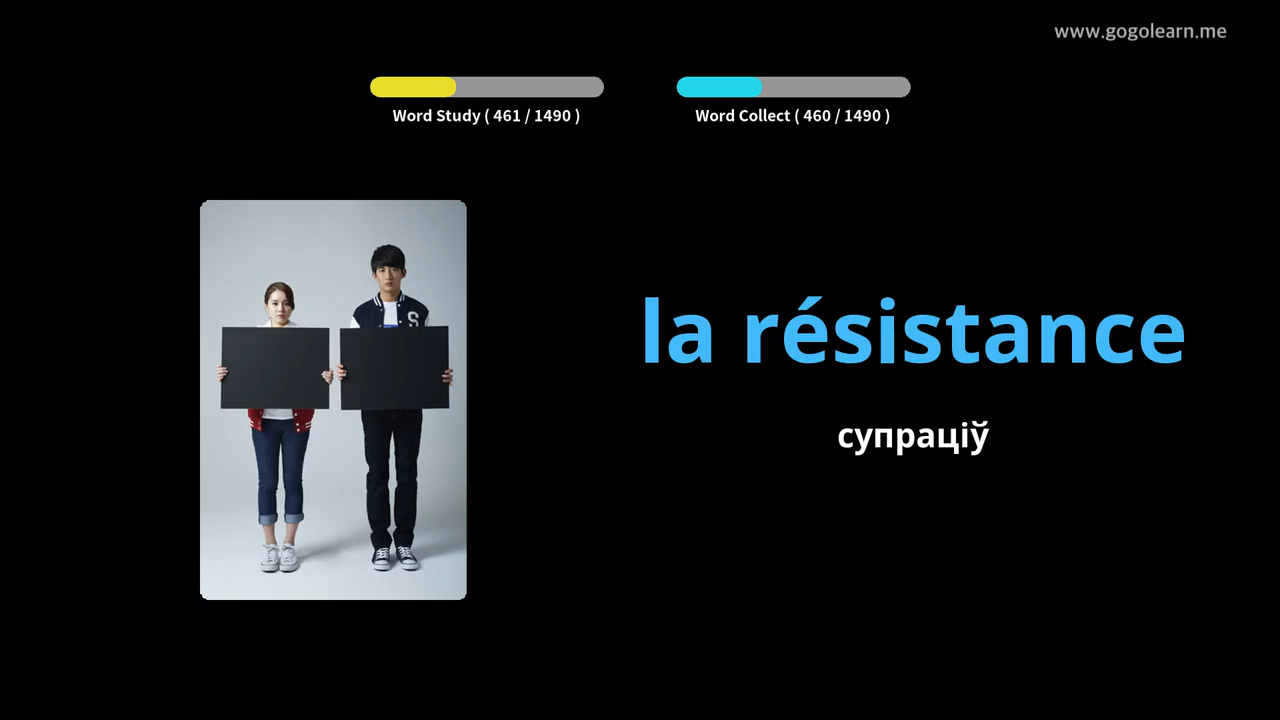 www.gogolearn.me
Word Study ( 461 / 1490 )
Word Collect ( 460 / 1490 )
S
la résistance
супраціў